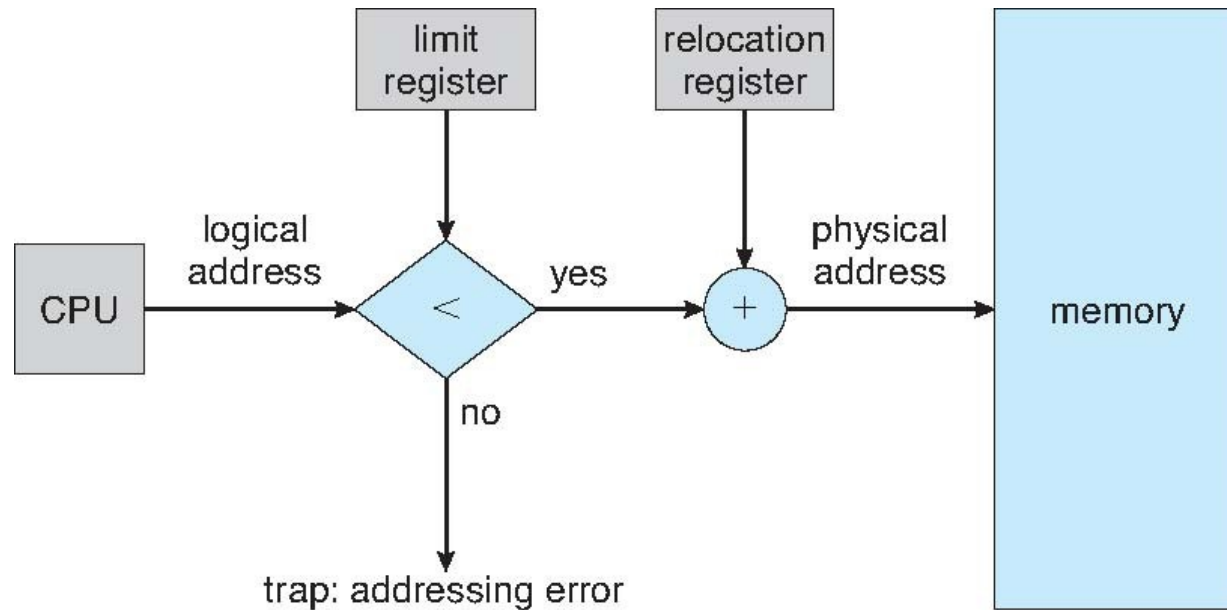 limit
register
relocation
register
logical
address
physical
address
CPU
<
yes
+
memory
no
trap: addressing error